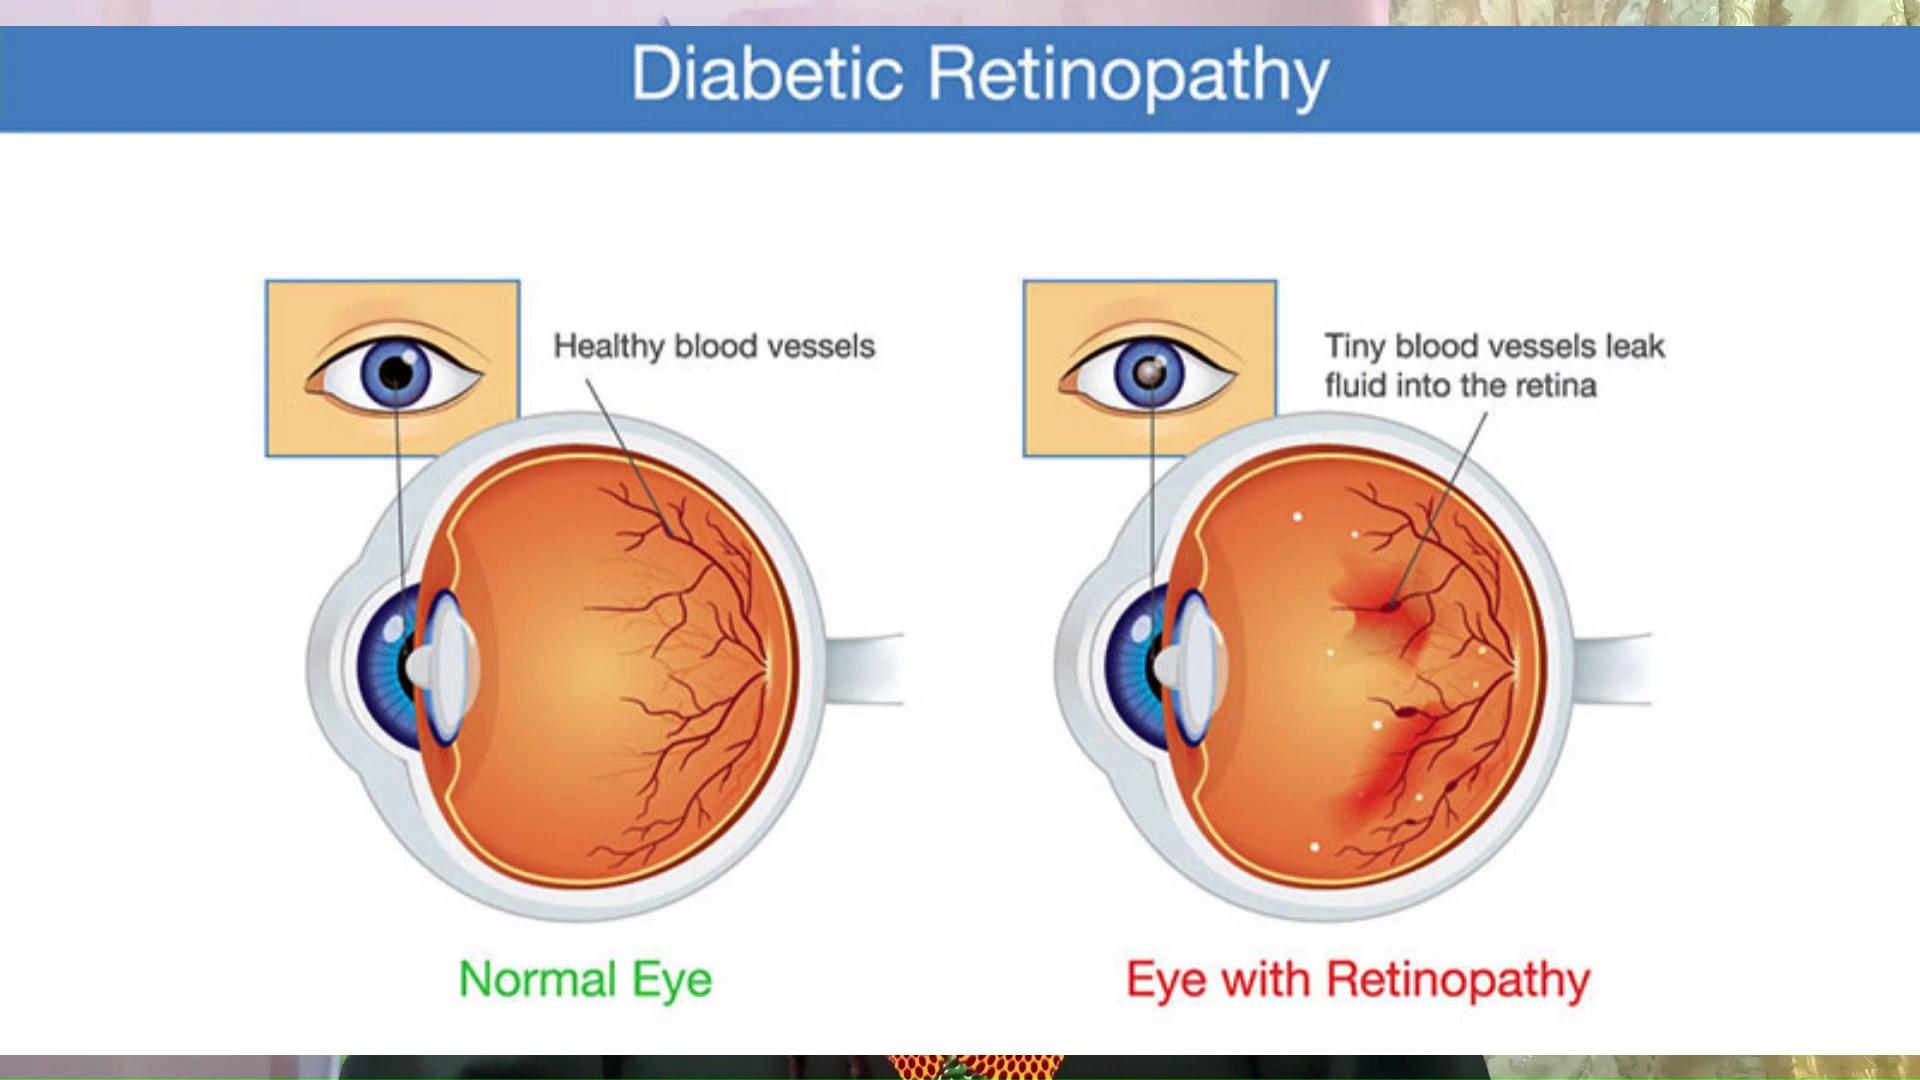 Diabetic Retinopathy
Healthy blood vessels
Tiny blood vessels leak
fluid into the retina
Normal Eye
Eye with Retinopathy